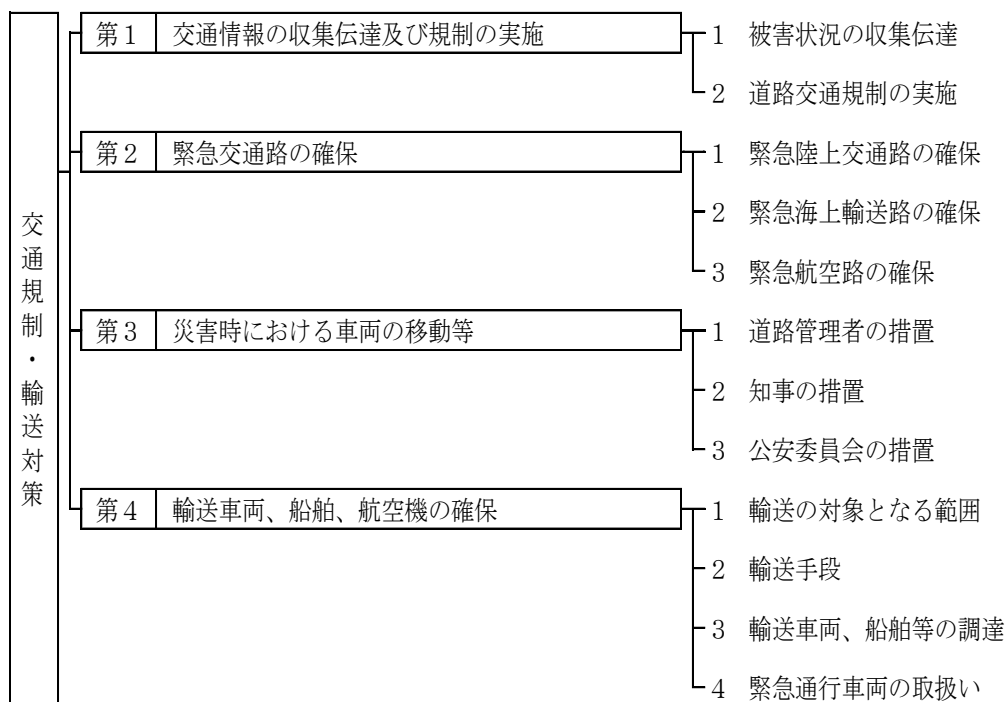 交通規制・輸送対策
第1 交通情報の収集伝達及び規制の実施
1 被害状況の収集伝達
2 道路交通規制の実施
第2 緊急交通路の確保
1 緊急陸上交通路の確保
2 緊急海上輸送路の確保
3 緊急航空路の確保
第3 災害時における車両の移動等
1 道路管理者の措置
2 知事の措置
3 公安委員会の措置
第4 輸送車両、船舶、航空機の確保
1 輸送の対象となる範囲
2 輸送手段
3 輸送車両、船舶等の調達
4 緊急通行車両の取扱い